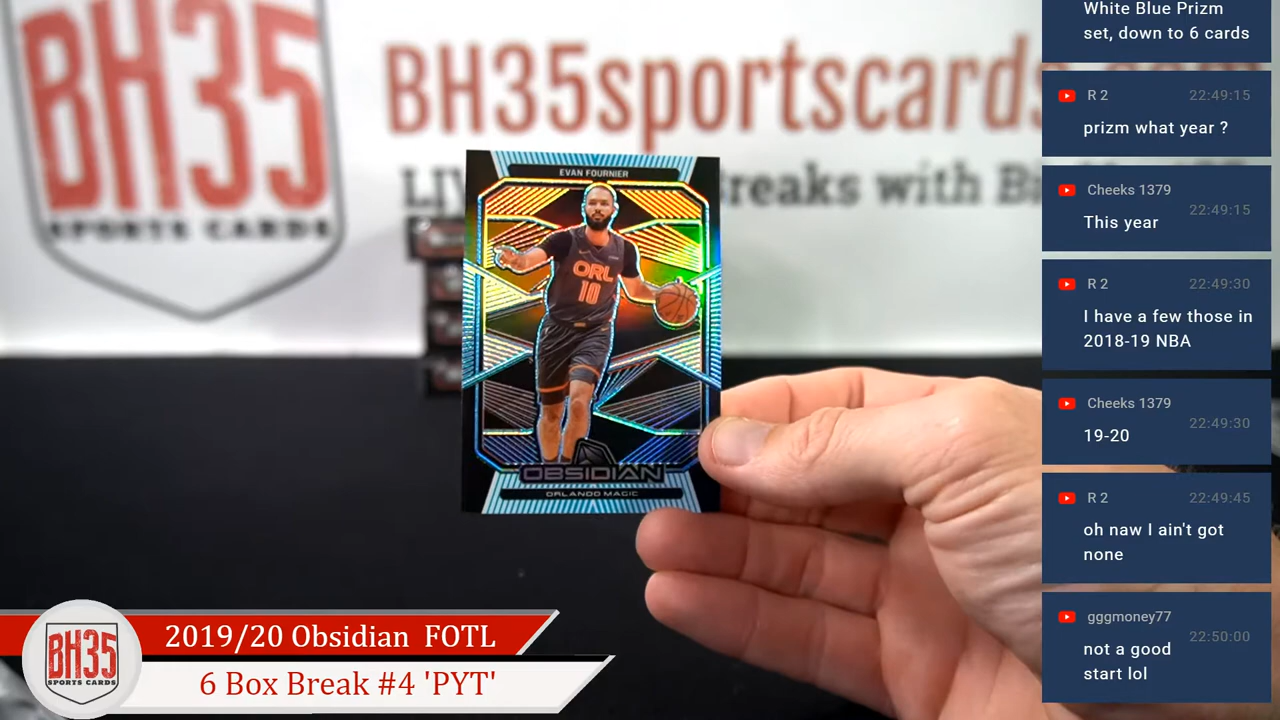 BH35
SPORTS CARDS
BH35sportscards.com
Breaks with B
EVAN FOURNIER
ORL
10
OBSIDIAN
ORLANDO MAGIC
2019/20 Obsidian FOTL
6 Box Break #4 'PYT'
BH35
SPORTS CARDS
White Blue Prizm
set, down to 6 cards
R 2 22:49:15
prizm what year ?
Cheeks 1379 22:49:15
This year
R 2 22:49:30
I have a few those in
2018-19 NBA
Cheeks 1379 22:49:30
19-20
R 2 22:49:45
oh naw I ain't got
none
gggmoney77 22:50:00
not a good
start lol